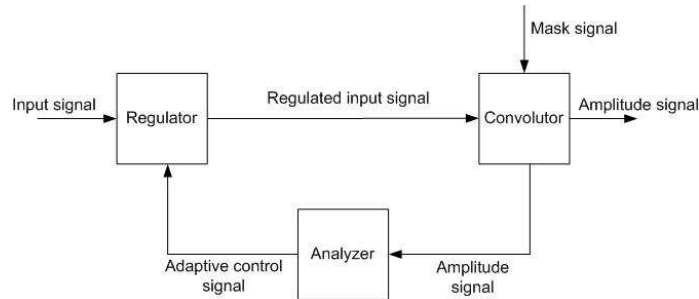 Mask signal
Input signal
Regulator
Regulated input signal
Convolutor
Amplitude signal
Analyzer
Adaptive control
signal
Amplitude
signal